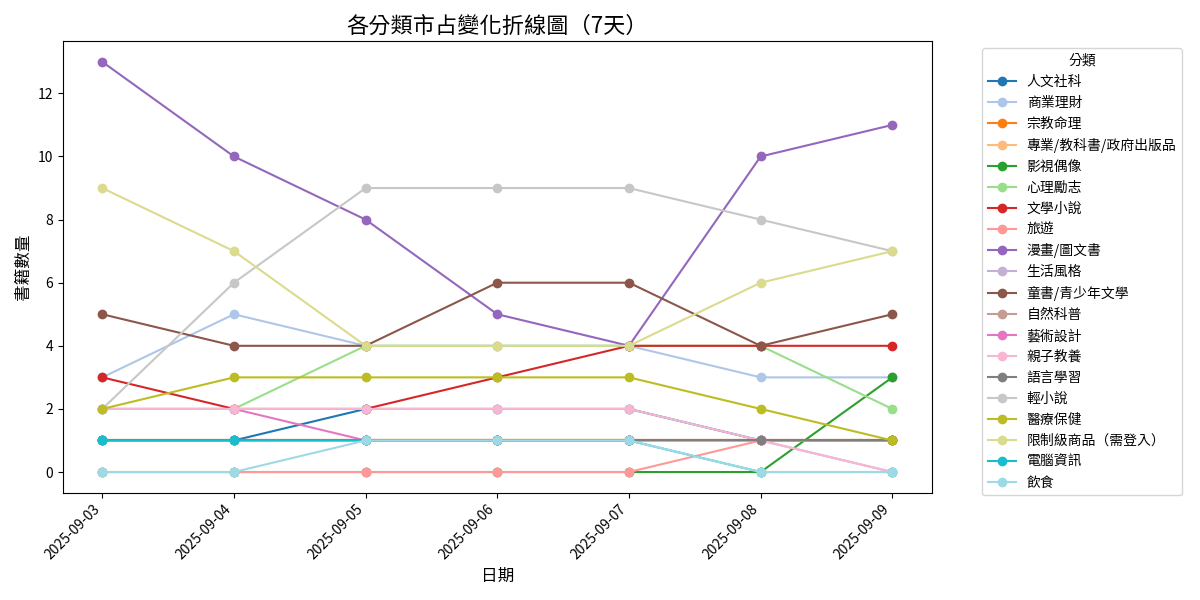 各分類市占變化折線圖（7天）
書籍數量
12
10
8
6
4
2
0
2025-09-03
2025-09-04
2025-09-05
2025-09-06
2025-09-07
2025-09-08
2025-09-09
日期
分類
人文社科
商業理財
宗教命理
專業/教科書/政府出版品
影視偶像
心理勵志
文學小說
旅遊
漫畫/圖文書
生活風格
童書/青少年文學
自然科普
藝術設計
親子教養
語言學習
輕小說
醫療保健
限制級商品（需登入）
電腦資訊
飲食